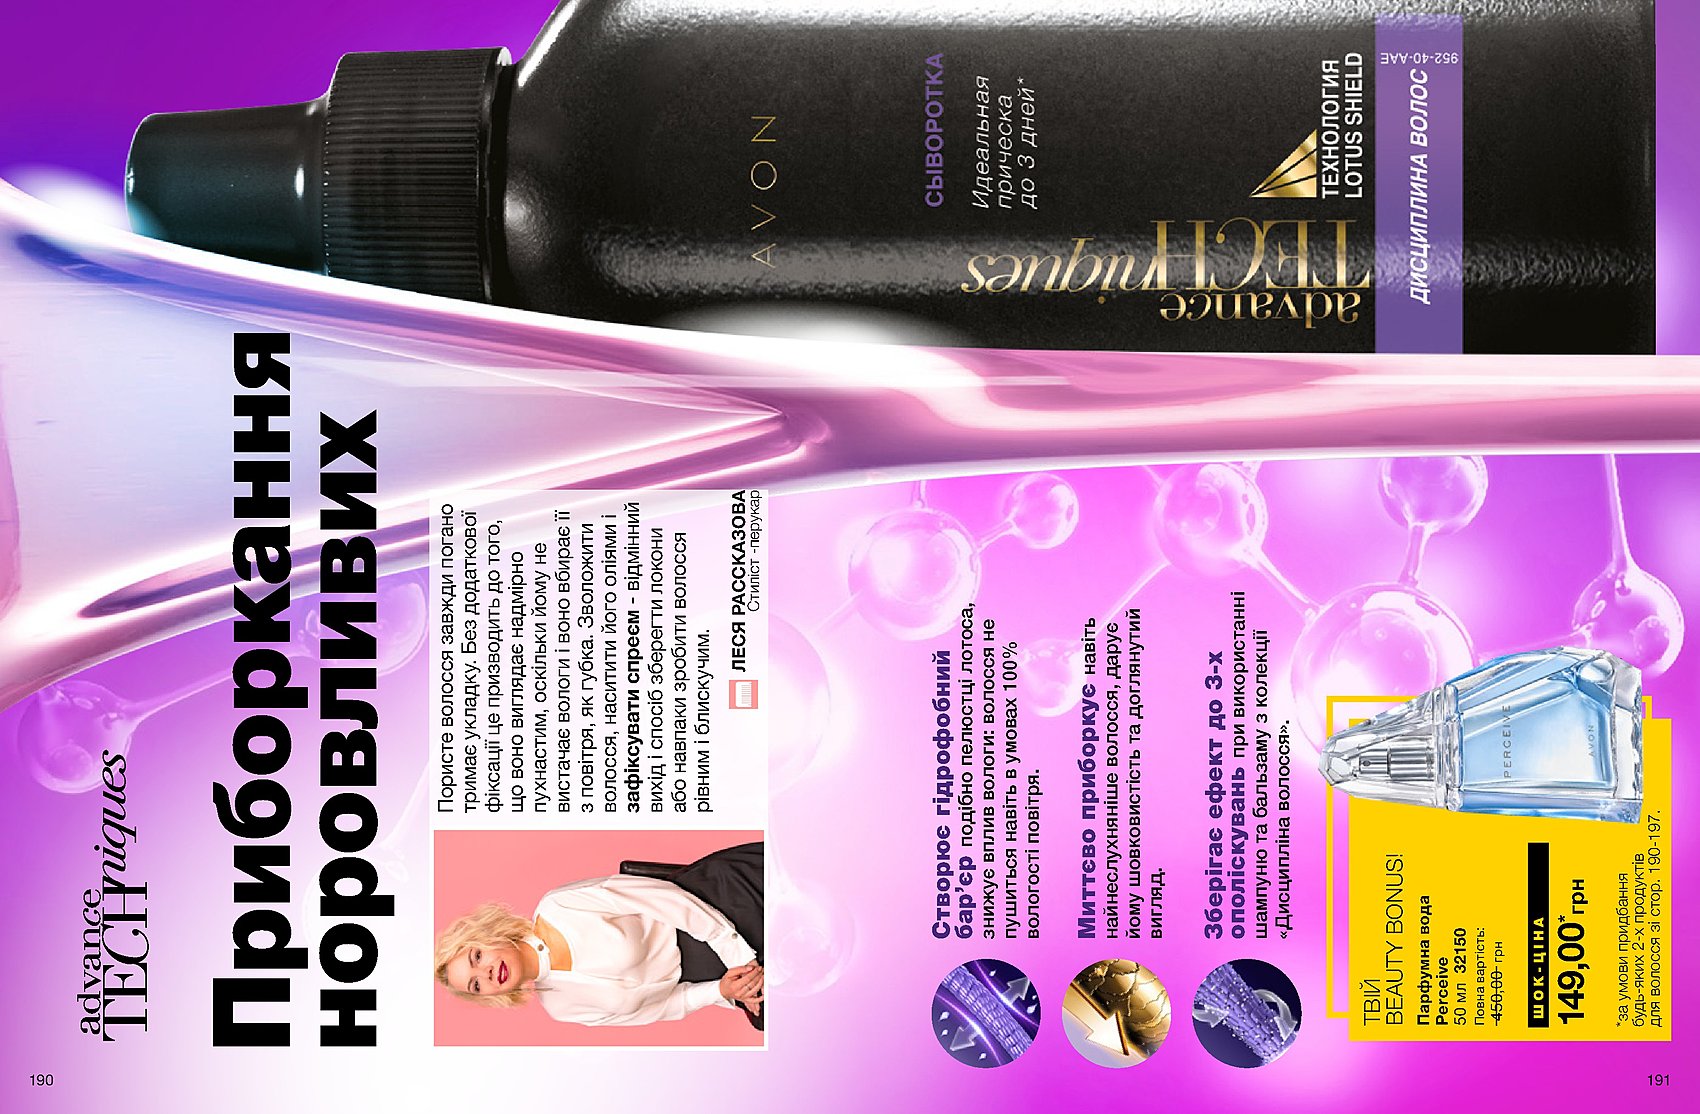 advance
TECHniques
Приборкання
норовливих
Пористе волосся завжди погано
тримає укладку. Без додаткової
фіксації це призводить до того,
що воно виглядає надмірно
пухнастим, оскільки йому не
вистачає вологи і воно вбирає її
з повітря, як губка. Зволожити
волосся, наситити його оліями і
зафіксувати спреєм - відмінний
вихід і спосіб зберегти локони
або навпаки зробити волосся
рівним і блискучим.
ЛЕСЯ РАССКАЗОВА
Стиліст -перукар
Створює гідрофобний
бар’єр подібно пелюстці лотоса,
знижує вплив вологи: волосся не
пушиться навіть в умовах 100%
вологості повітря.
Миттєво приборкує навіть
найнеслухняніше волосся, дарує
йому шовковистість та доглянутий
вигляд.
Зберігає ефект до 3-х
ополіскувань при використанні
шампуню та бальзаму з колекції
«Дисципліна волосся».
ТВІЙ
BEAUTY BONUS!
Парфумна вода
Perceive
50 мл 32150
Повна вартість:
450,00 грн
ШОК-ЦІНА
149,00* грн
*за умови придбання
будь-яких 2-х продуктів
для волосся зі стор. 190-197.
PERCEIVE
AVON
AVON
СЫВОРОТКА
Идеальная
прическа
до 3 дней*
advance
TECHniques
ТЕХНОЛОГИЯ
LOTUS SHIELD
ДИСЦИПЛИНА ВОЛОС
952-40-AAE
190
191